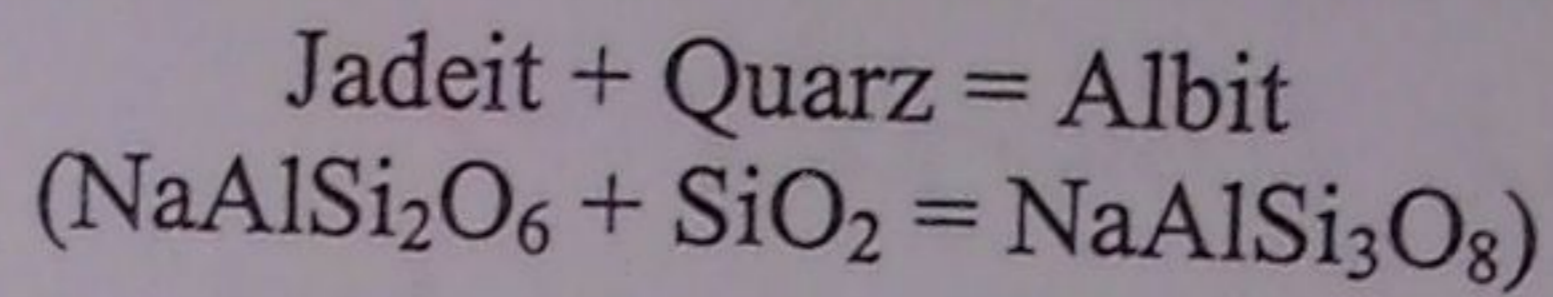 Jadeit + Quarz = Albit
(NaAlSi₂O₆ + SiO₂ = NaAlSi₃O₈)